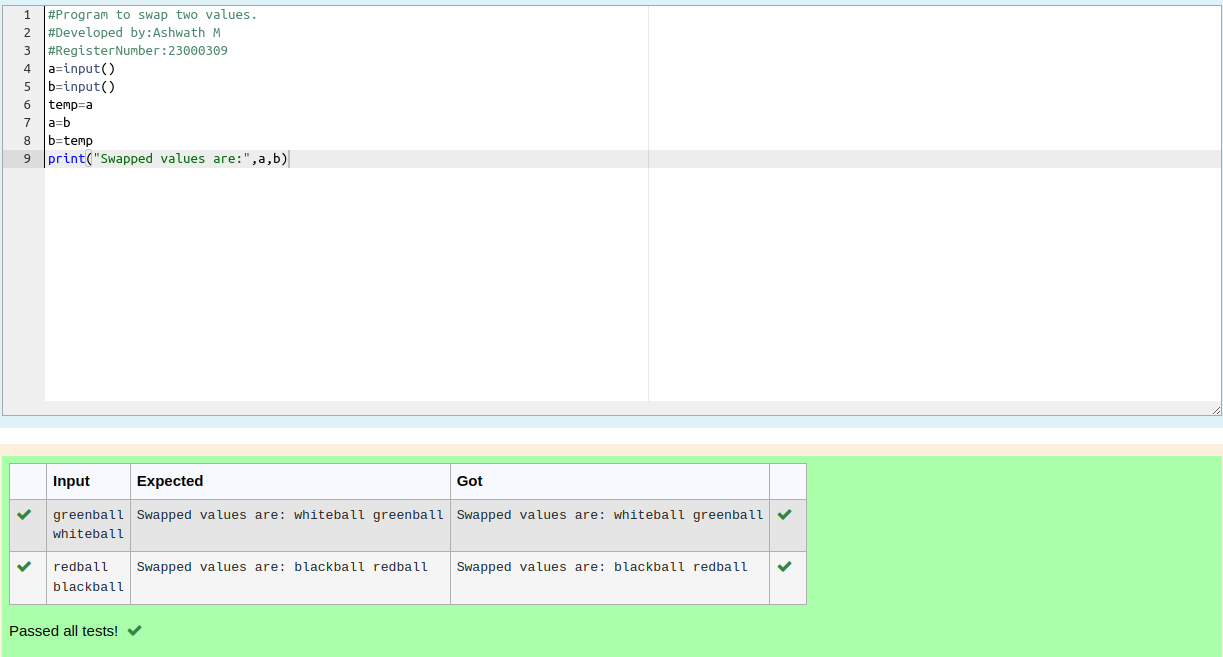 1 #Program to swap two values.
2 #Developed by:Ashwath M
3 #RegisterNumber:23000309
4 a=input()
5 b=input()
6 temp=a
7 a=b
8 b=temp
9 print("Swapped values are:",a,b)
Input Expected Got
greenball Swapped values are: whiteball greenball Swapped values are: whiteball greenball
whiteball
redball Swapped values are: blackball redball Swapped values are: blackball redball
blackball
Passed all tests!